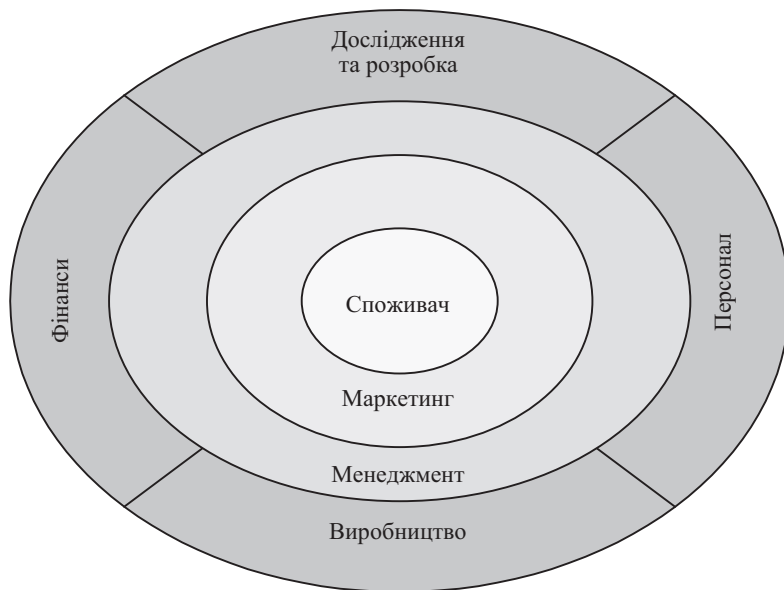 Дослідження
та розробка
Фінанси
Персонал
Споживач
Маркетинг
Менеджмент
Виробництво